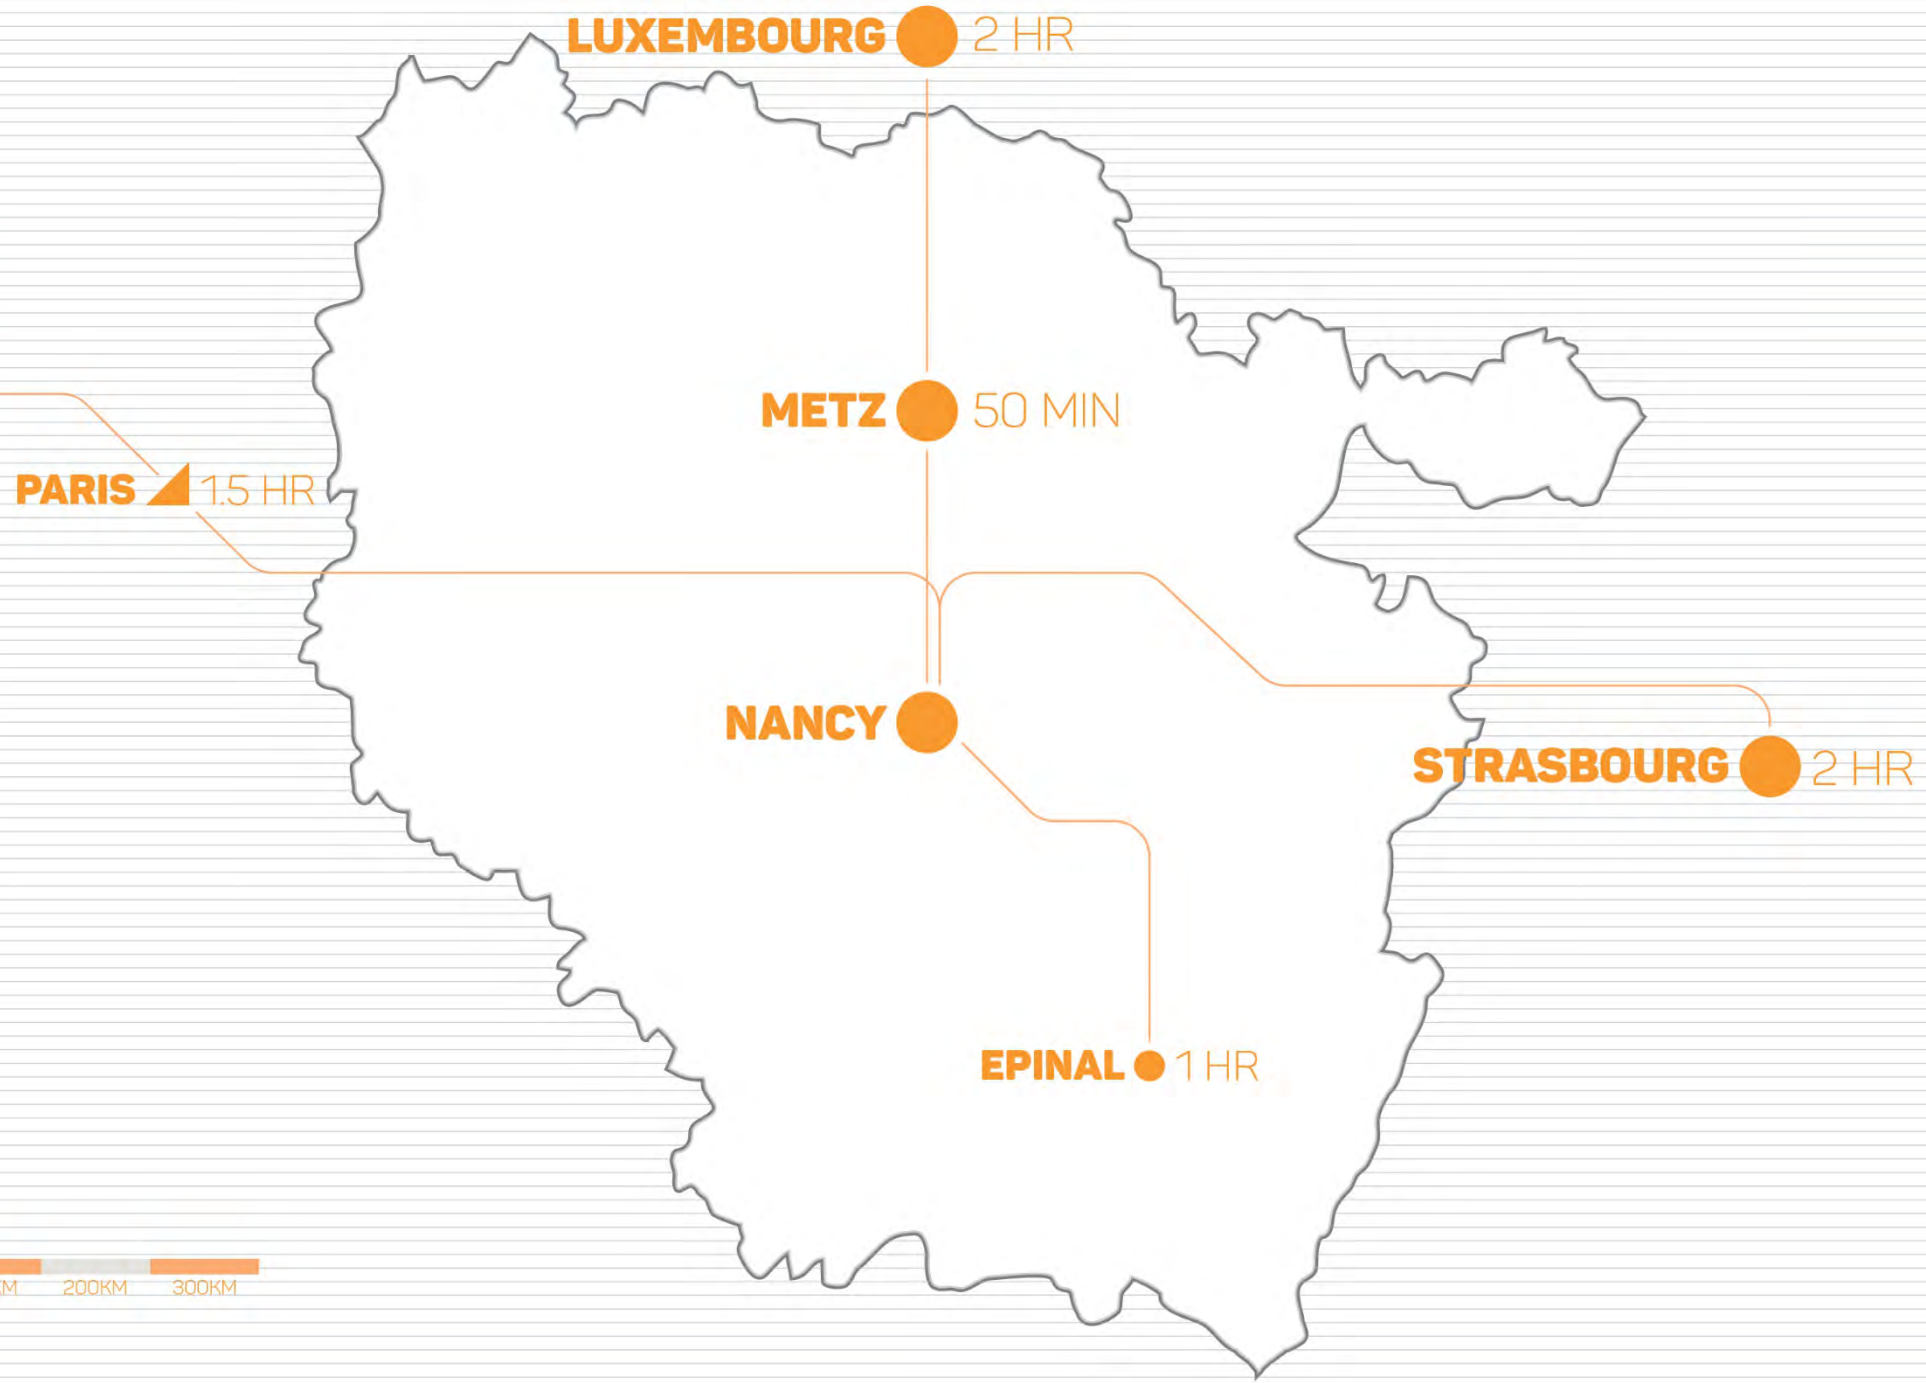 LUXEMBOURG 2 HR
METZ 50 MIN
PARIS 1.5 HR
NANCY
STRASBOURG 2 HR
EPINAL 1 HR
200KM 300KM